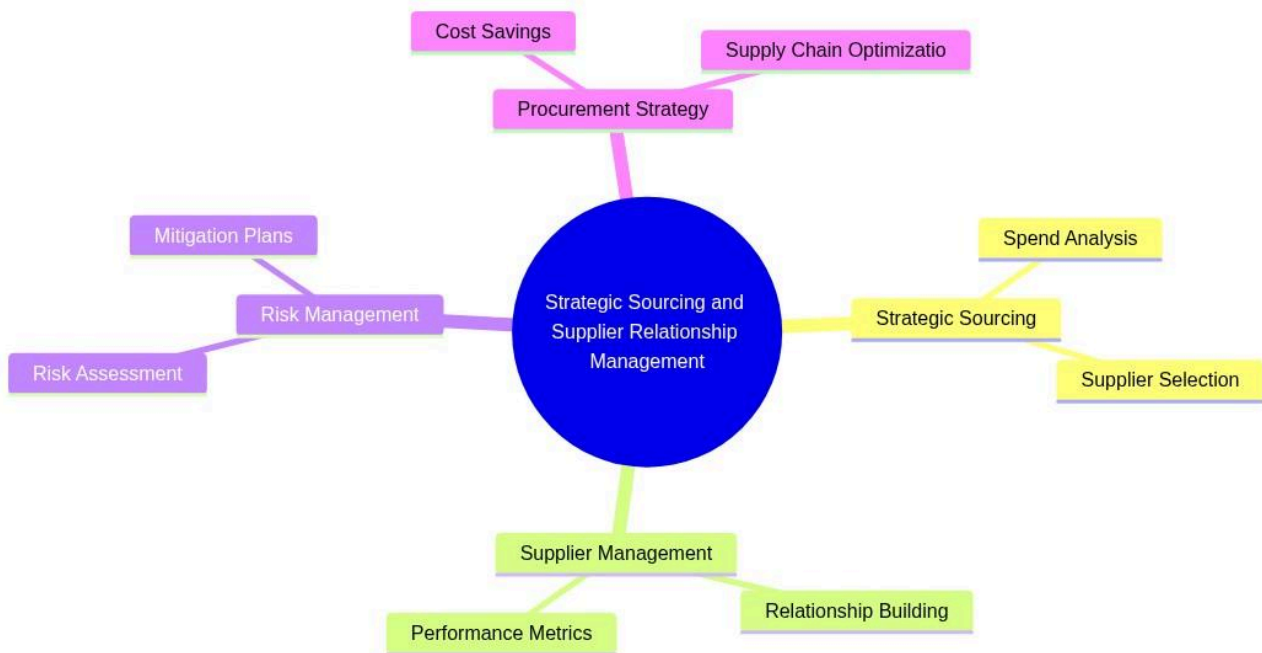 Cost Savings
Supply Chain Optimizatio
Procurement Strategy
Mitigation Plans
Spend Analysis
Risk Management
Strategic Sourcing and
Supplier Relationship
Management
Strategic Sourcing
Risk Assessment
Supplier Selection
Supplier Management
Relationship Building
Performance Metrics